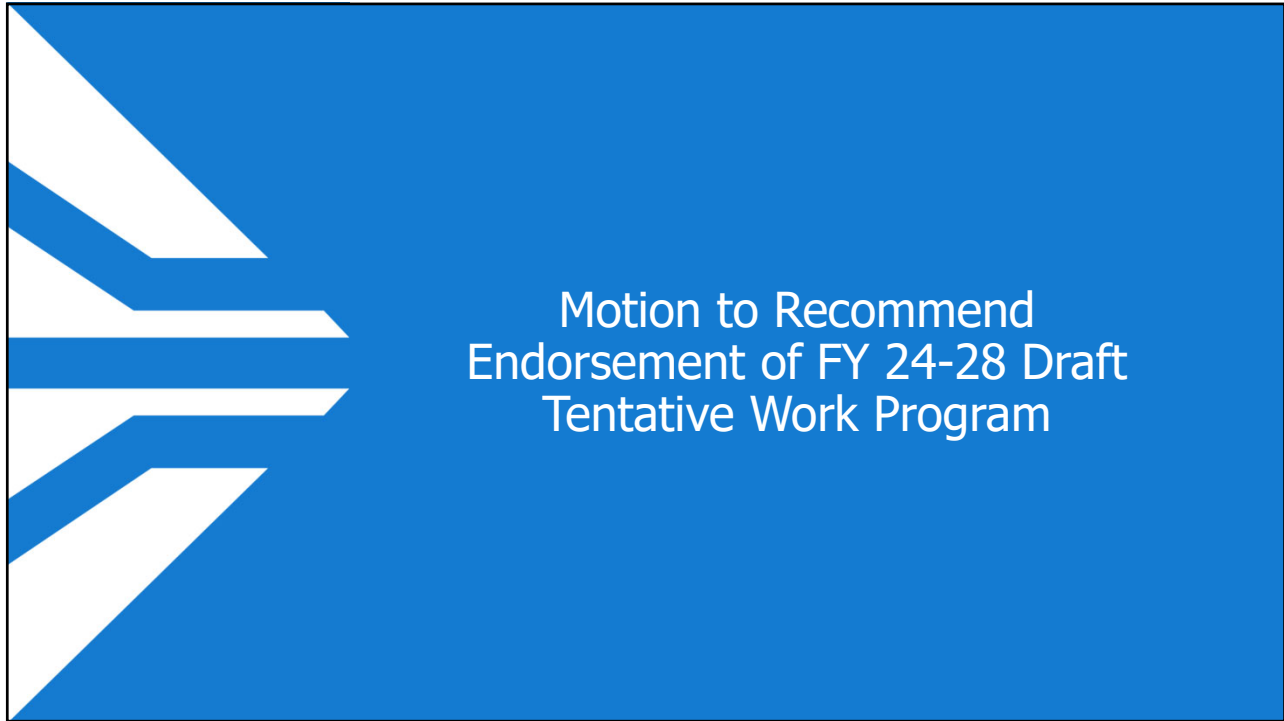 Motion to Recommend
Endorsement of FY 24-28 Draft
Tentative Work Program